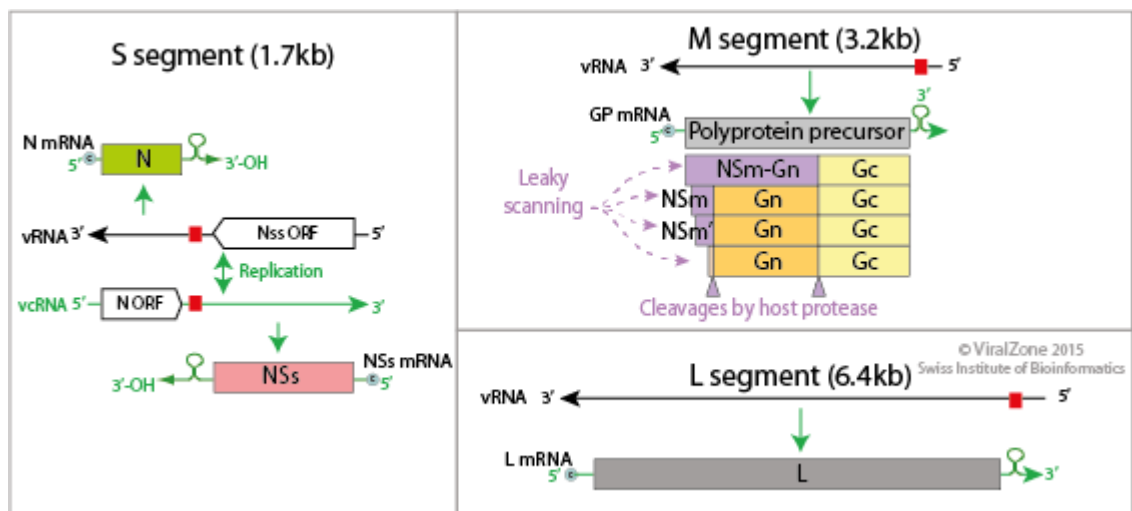 S segment (1.7kb)
N mRNA
5′ c N 3′-OH
vRNA 3′ Nss ORF 5′
Replication
vcRNA 5′ N ORF 3′
NSs mRNA
3′-OH NSs c 5′
M segment (3.2kb)
vRNA 3′ 5′
3′
GP mRNA
5′ c Polyprotein precursor
NSm-Gn Gc
Leaky
scanning
NSm Gn Gc
NSm′ Gn Gc
Gn Gc
Cleavages by host protease
© ViralZone 2015
Swiss Institute of Bioinformatics
L segment (6.4kb)
vRNA 3′ 5′
L mRNA
5′ c L 3′